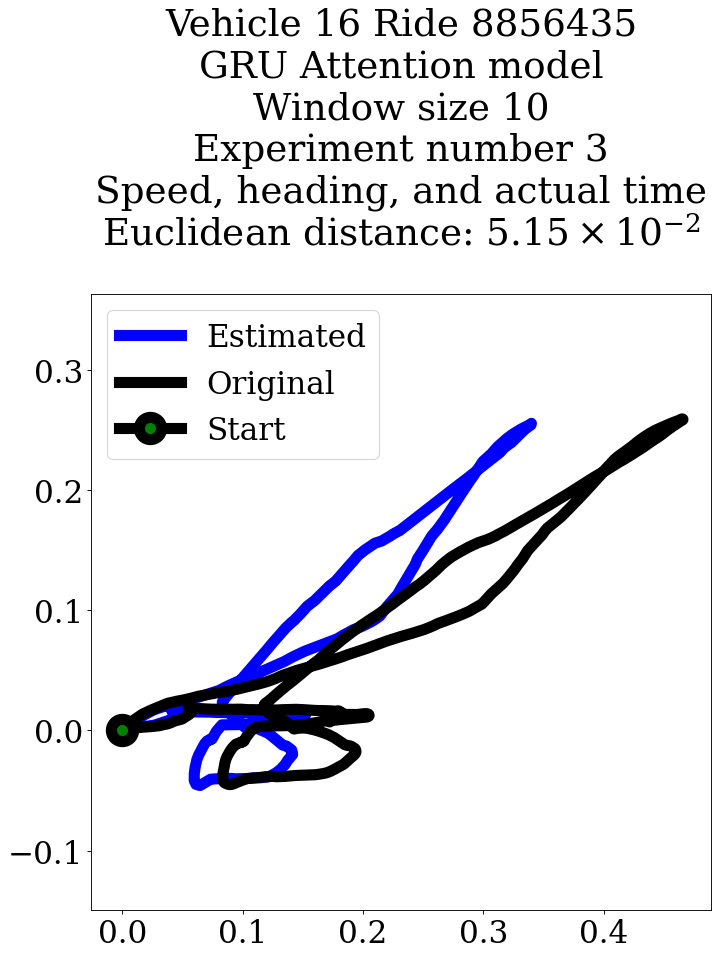 Vehicle 16 Ride 8856435
GRU Attention model
Window size 10
Experiment number 3
Speed, heading, and actual time
Euclidean distance: 5.15 × 10⁻²
Estimated
Original
Start
0.3
0.2
0.1
0.0
−0.1
0.0 0.1 0.2 0.3 0.4